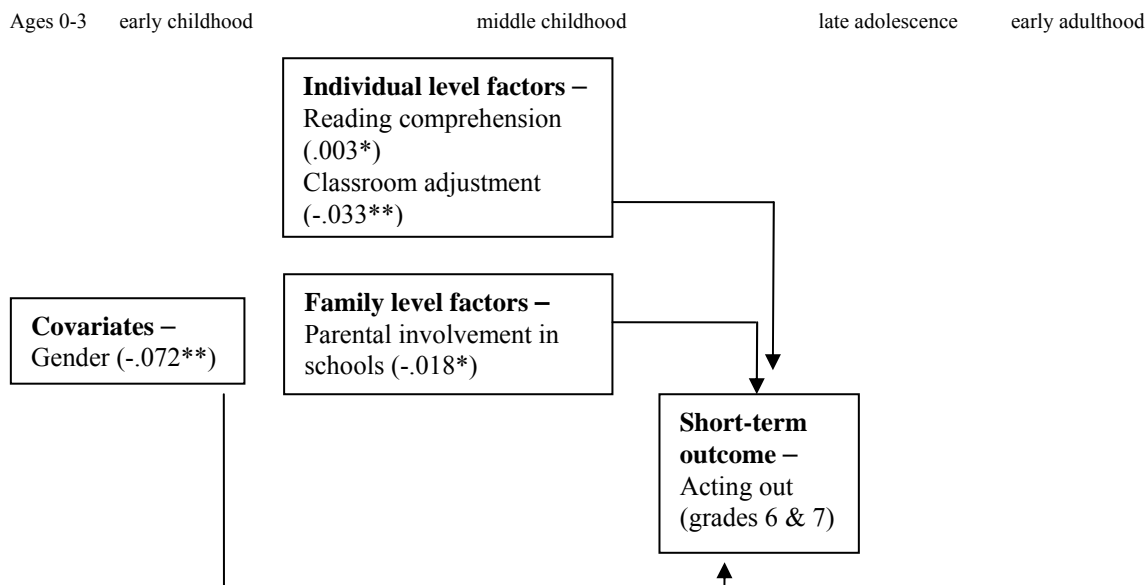 Ages 0-3 early childhood middle childhood late adolescence early adulthood
Individual level factors –
Reading comprehension
(.003*)
Classroom adjustment
(-.033**)
Family level factors –
Parental involvement in
schools (-.018*)
Covariates –
Gender (-.072**)
Short-term
outcome –
Acting out
(grades 6 & 7)